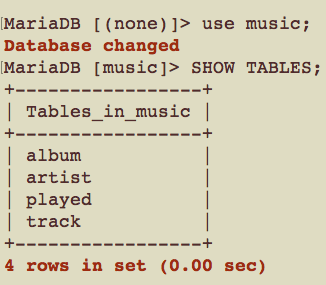 MariaDB [(none)]> use music;
Database changed
MariaDB [music]> SHOW TABLES;
+-----------------+
| Tables_in_music |
+-----------------+
| album           |
| artist          |
| played          |
| track           |
+-----------------+
4 rows in set (0.00 sec)